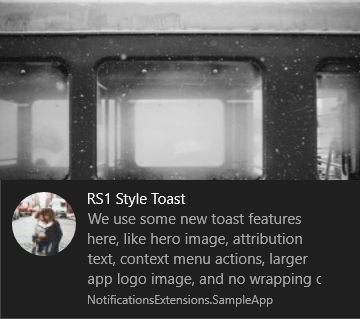 RS1 Style Toast
We use some new toast features
here, like hero image, attribution
text, context menu actions, larger
app logo image, and no wrapping
NotificationsExtensions.SampleApp